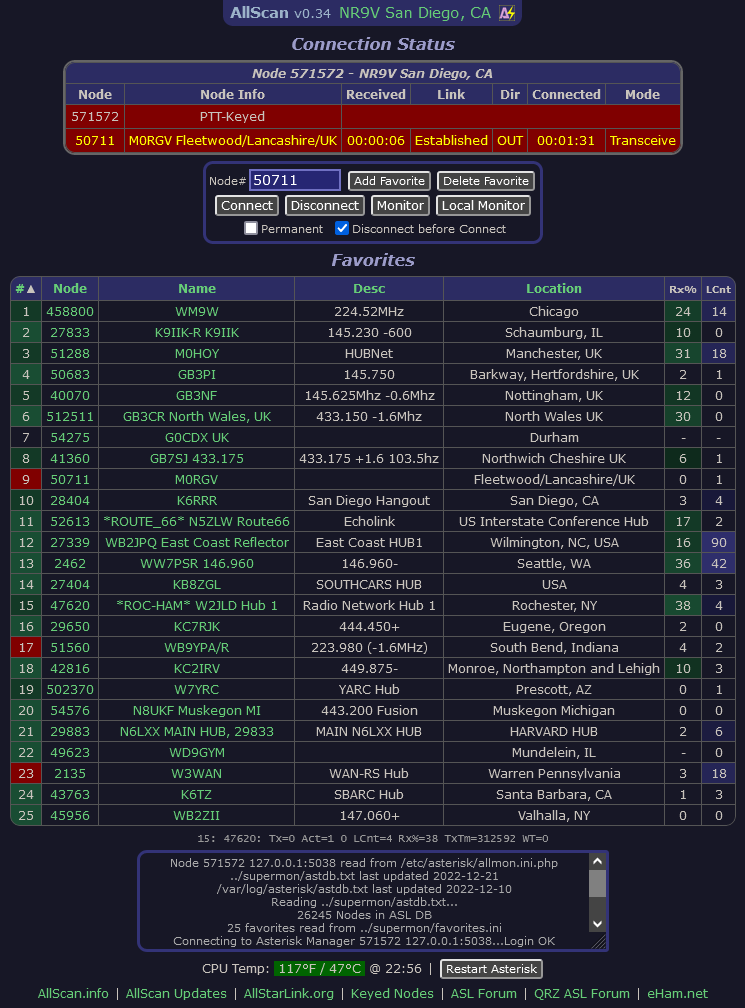 AllScan v0.34 NR9V San Diego, CA
Connection Status
Node 571572 - NR9V San Diego, CA
Node Node Info Received Link Dir Connected Mode
571572 PTT-Keyed
50711 M0RGV Fleetwood/Lancashire/UK 00:00:06 Established OUT 00:01:31 Transceive
Node# 50711 Add Favorite Delete Favorite
Connect Disconnect Monitor Local Monitor
Permanent Disconnect before Connect
Favorites
#▲ Node Name Desc Location Rx% LCnt
1 458800 WM9W 224.52MHz Chicago 24 14
2 27833 K9IIK-R K9IIK 145.230 -600 Schaumburg, IL 10 0
3 51288 M0HOY HUBNet Manchester, UK 31 18
4 50683 GB3PI 145.750 Barkway, Hertfordshire, UK 2 1
5 40070 GB3NF 145.625Mhz -0.6Mhz Nottingham, UK 12 0
6 512511 GB3CR North Wales, UK 433.150 -1.6Mhz North Wales UK 30 0
7 54275 G0CDX UK Durham - -
8 41360 GB7SJ 433.175 433.175 +1.6 103.5hz Northwich Cheshire UK 6 1
9 50711 M0RGV Fleetwood/Lancashire/UK 0 1
10 28404 K6RRR San Diego Hangout San Diego, CA 3 4
11 52613 *ROUTE_66* N5ZLW Route66 Echolink US Interstate Conference Hub 17 2
12 27339 WB2JPQ East Coast Reflector East Coast HUB1 Wilmington, NC, USA 16 90
13 2462 WW7PSR 146.960 146.960- Seattle, WA 36 42
14 27404 KB8ZGL SOUTHCARS HUB USA 4 3
15 47620 *ROC-HAM* W2JLD Hub 1 Radio Network Hub 1 Rochester, NY 38 4
16 29650 KC7RJK 444.450+ Eugene, Oregon 2 0
17 51560 WB9YPA/R 223.980 (-1.6MHz) South Bend, Indiana 4 2
18 42816 KC2IRV 449.875- Monroe, Northampton and Lehigh 10 3
19 502370 W7YRC YARC Hub Prescott, AZ 0 1
20 54576 N8UKF Muskegon MI 443.200 Fusion Muskegon Michigan 0 0
21 29883 N6LXX MAIN HUB, 29833 MAIN N6LXX HUB HARVARD HUB 2 6
22 49623 WD9GYM Mundelein, IL - 0
23 2135 W3WAN WAN-RS Hub Warren Pennsylvania 3 18
24 43763 K6TZ SBARC Hub Santa Barbara, CA 1 3
25 45956 WB2ZII 147.060+ Valhalla, NY 0 0
15: 47620: Tx=0 Act=1 0 LCnt=4 Rx%=38 TxTm=312592 WT=0
Node 571572 127.0.0.1:5038 read from /etc/asterisk/allmon.ini.php
../supermon/astdb.txt last updated 2022-12-21
/var/log/asterisk/astdb.txt last updated 2022-12-10
Reading ../supermon/astdb.txt...
26245 Nodes in ASL DB
25 favorites read from ../supermon/favorites.ini
Connecting to Asterisk Manager 571572 127.0.0.1:5038...Login OK
CPU Temp: 117°F / 47°C @ 22:56 | Restart Asterisk
AllScan.info | AllScan Updates | AllStarLink.org | Keyed Nodes | ASL Forum | QRZ ASL Forum | eHam.net